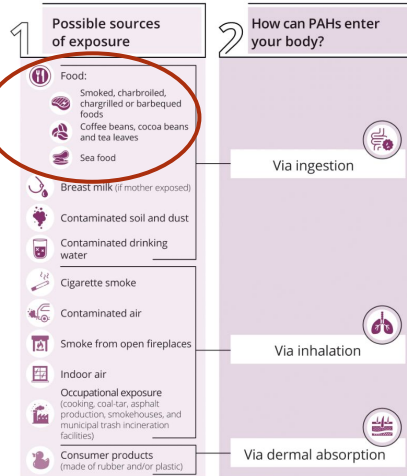 1
Possible sources
of exposure
Food:
Smoked, charbroiled,
chargrilled or barbequed
foods
Coffee beans, cocoa beans
and tea leaves
Sea food
Breast milk (if mother exposed)
Contaminated soil and dust
Contaminated drinking
water
Cigarette smoke
Contaminated air
Smoke from open fireplaces
Indoor air
Occupational exposure
(cooking, coal-tar, asphalt
production, smokehouses, and
municipal trash incineration
facilities)
Consumer products
(made of rubber and/or plastic)
2
How can PAHs enter
your body?
Via ingestion
Via inhalation
Via dermal absorption